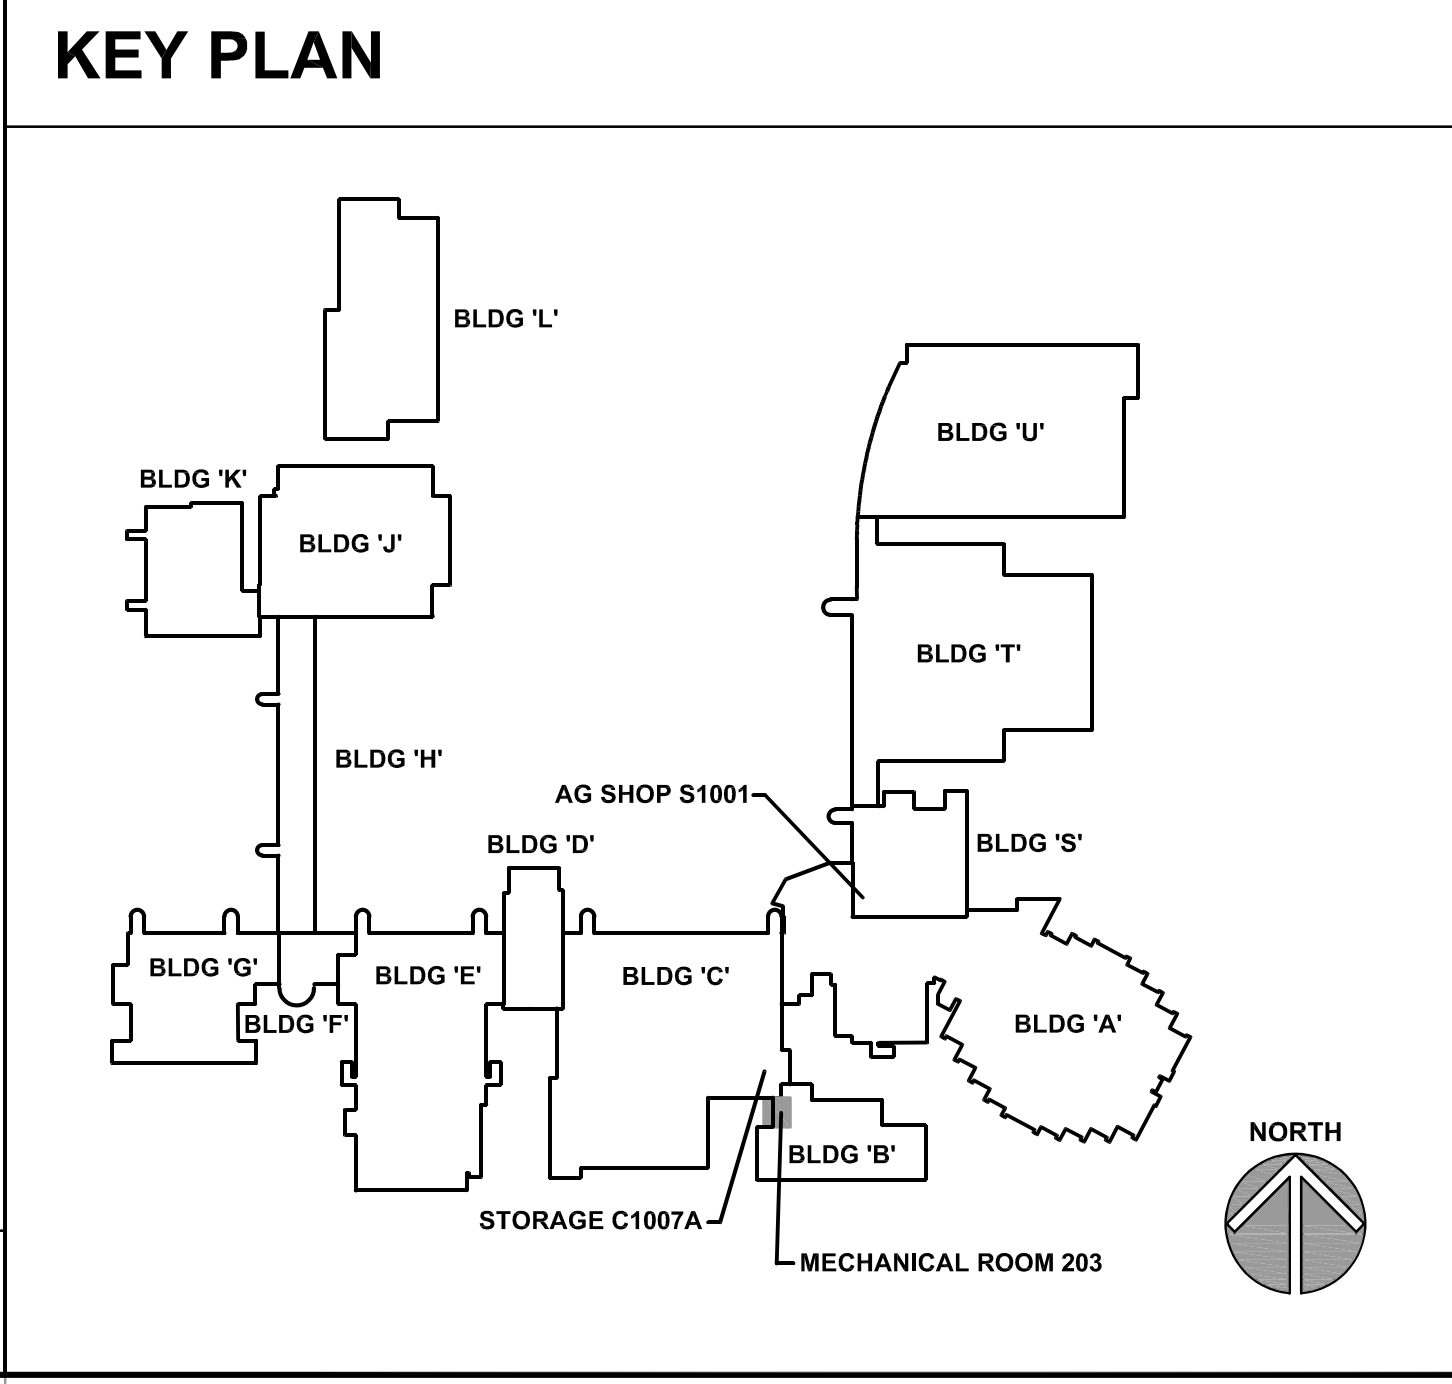 KEY PLAN
BLDG 'L'
BLDG 'U'
BLDG 'K'
BLDG 'J'
BLDG 'T'
BLDG 'H'
AG SHOP S1001
BLDG 'D'
BLDG 'S'
BLDG 'G'
BLDG 'E'
BLDG 'C'
BLDG 'F'
BLDG 'A'
NORTH
BLDG 'B'
STORAGE C1007A
MECHANICAL ROOM 203